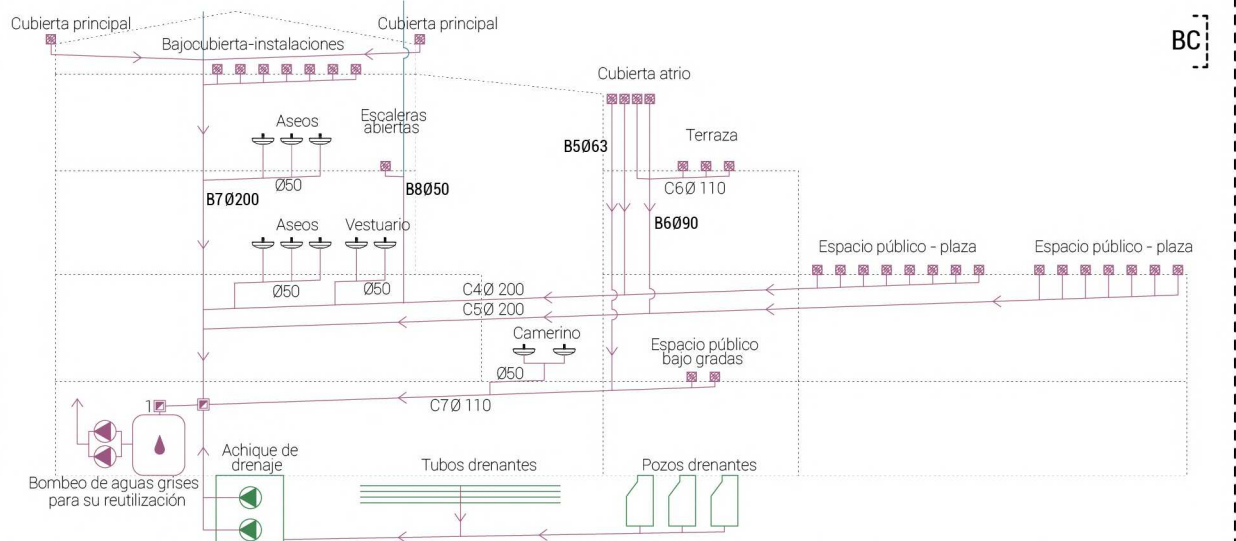 Cubierta principal
Cubierta principal
BC
Bajocubierta-instalaciones
Cubierta atrio
Aseos
Escaleras
abiertas
Terraza
B5Ø63
Ø50
C6Ø 110
B7Ø200
B8Ø50
B6Ø90
Aseos
Vestuario
Espacio público - plaza
Espacio público - plaza
Ø50
Ø50
C4Ø 200
C5Ø 200
Camerino
Espacio público
bajo gradas
Ø50
C7Ø 110
1
Achique de
drenaje
Tubos drenantes
Pozos drenantes
Bombeo de aguas grises
para su reutilización